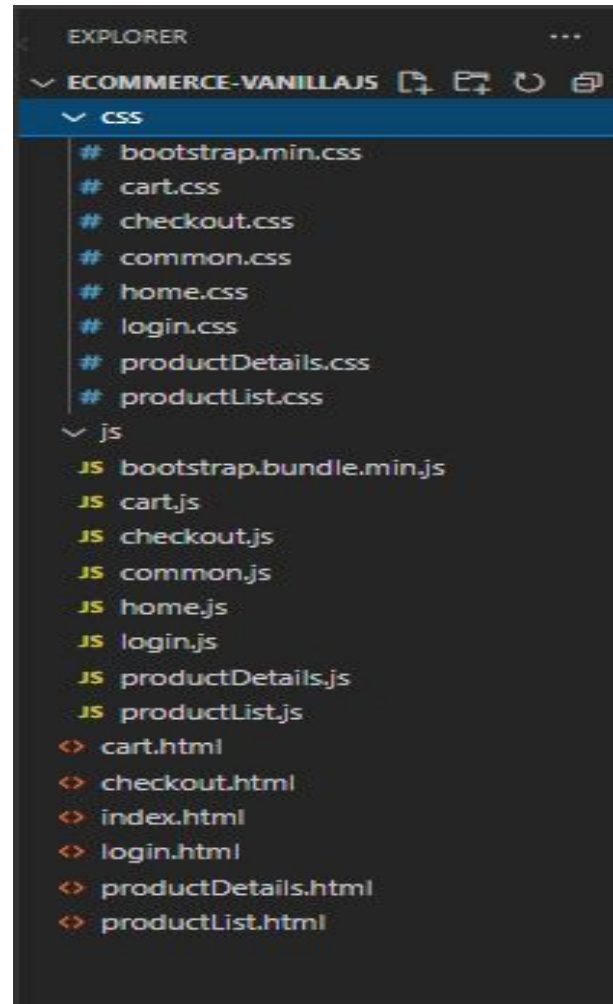 EXPLORER ...
ECOMMERCE-VANILLAJS
css
# bootstrap.min.css
# cart.css
# checkout.css
# common.css
# home.css
# login.css
# productDetails.css
# productList.css
js
JS bootstrap.bundle.min.js
JS cart.js
JS checkout.js
JS common.js
JS home.js
JS login.js
JS productDetails.js
JS productList.js
<> cart.html
<> checkout.html
<> index.html
<> login.html
<> productDetails.html
<> productList.html